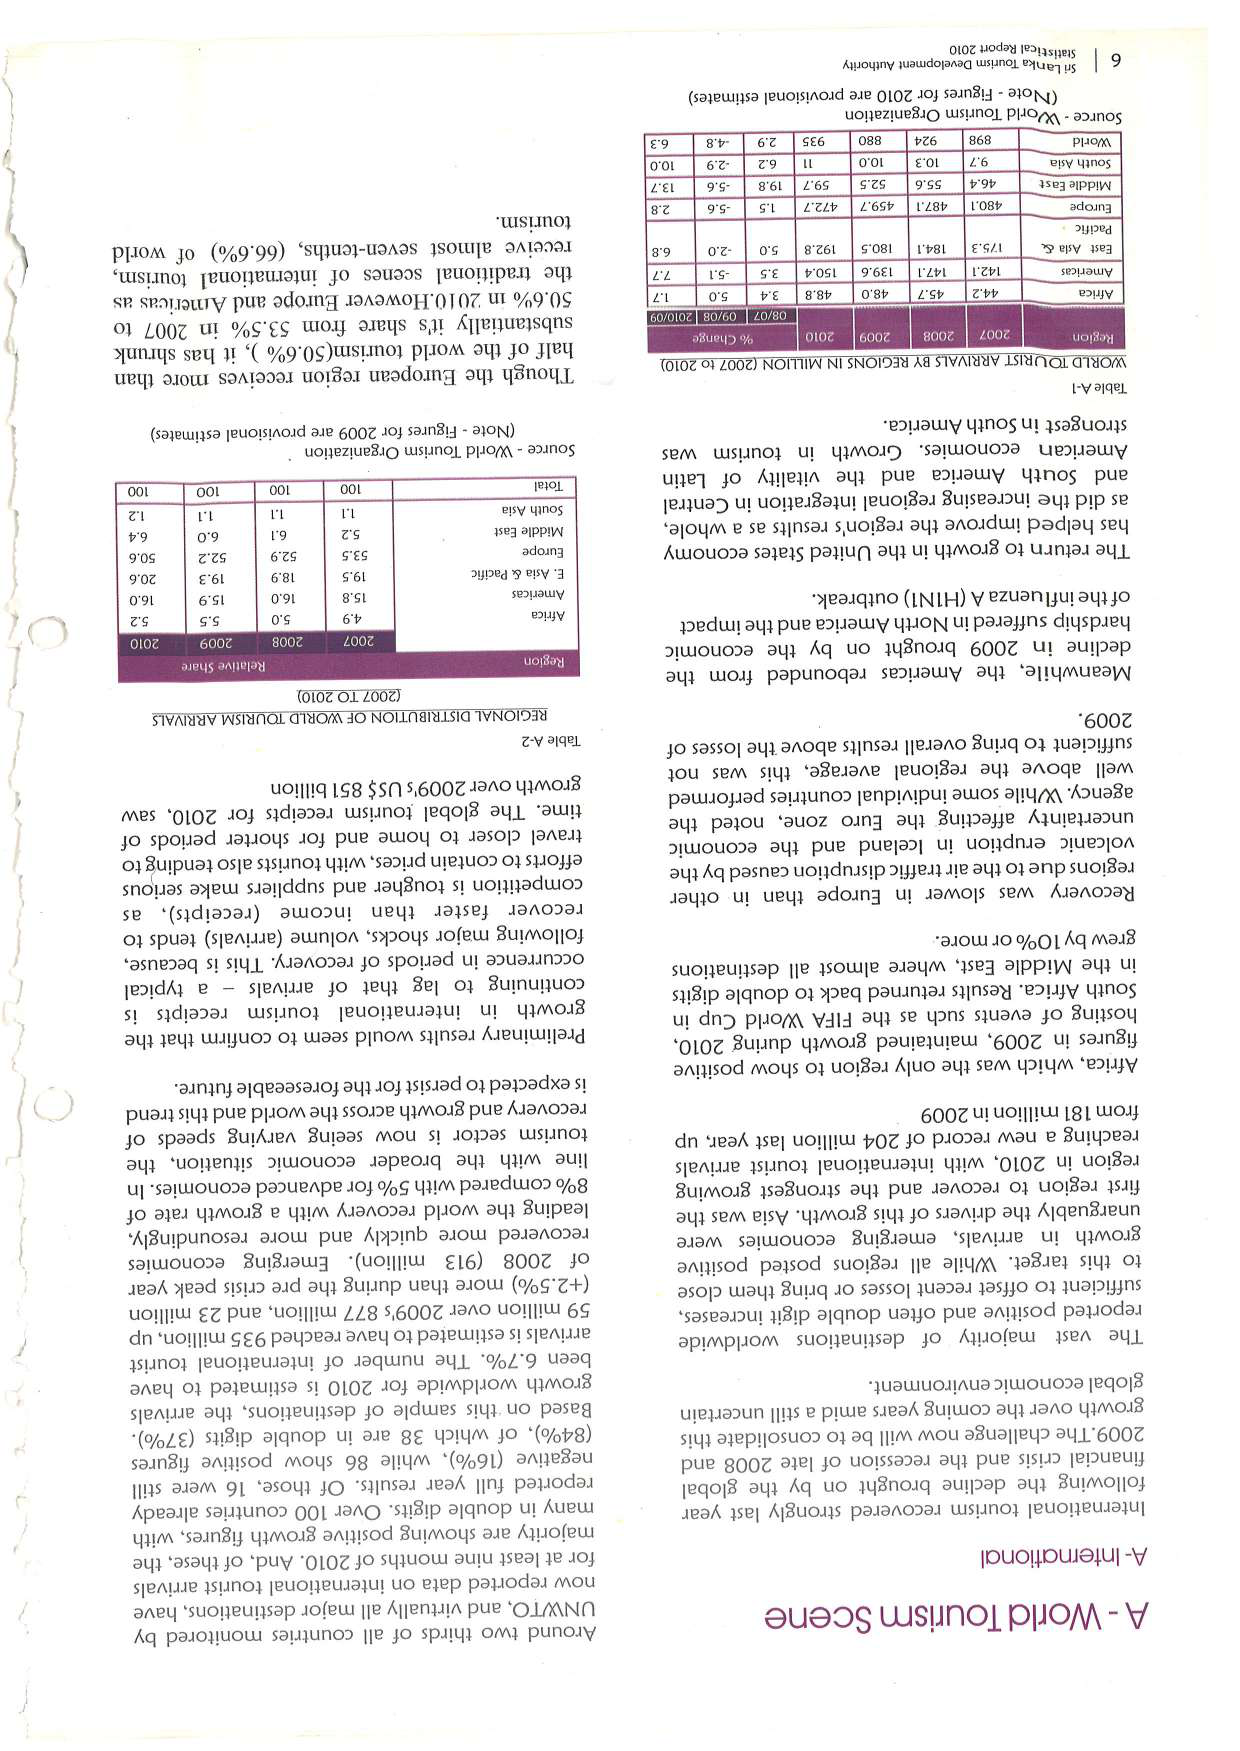 A - World Tourism Scene
A- International
International tourism recovered strongly last year
following the decline brought on by the global
financial crisis and the recession of late 2008 and
2009.The challenge now will be to consolidate this
growth over the coming years amid a still uncertain
global economic environment.
The vast majority of destinations worldwide
reported positive and often double digit increases,
sufficient to offset recent losses or bring them close
to this target. While all regions posted positive
growth in arrivals, emerging economies were
unarguably the drivers of this growth. Asia was the
first region to recover and the strongest growing
region in 2010, with international tourist arrivals
reaching a new record of 204 million last year, up
from 181 million in 2009
Africa, which was the only region to show positive
figures in 2009, maintained growth during 2010,
hosting of events such as the FIFA World Cup in
South Africa. Results returned back to double digits
in the Middle East, where almost all destinations
grew by 10% or more.
Recovery was slower in Europe than in other
regions due to the air traffic disruption caused by the
volcanic eruption in Iceland and the economic
uncertainty affecting the Euro zone, noted the
agency. While some individual countries performed
well above the regional average, this was not
sufficient to bring overall results above the losses of
2009.
Meanwhile, the Americas rebounded from the
decline in 2009 brought on by the economic
hardship suffered in North America and the impact
of the influenza A (H1N1) outbreak.
The return to growth in the United States economy
has helped improve the region's results as a whole,
as did the increasing regional integration in Central
and South America and the vitality of Latin
American economies. Growth in tourism was
strongest in South America.
Table A-1
WORLD TOURIST ARRIVALS BY REGIONS IN MILLION (2007 to 2010)
Region 2007 2008 2009 2010 % Change
08/07 09/08 2010/09
Africa 44.2 45.7 48.0 48.8 3.4 5.0 1.7
Americas 142.1 147.1 139.6 150.4 3.5 -5.1 7.7
East Asia & 175.3 184.1 180.5 192.8 5.0 -2.0 6.8
Pacific
Europe 480.1 487.1 459.7 472.7 1.5 -5.6 2.8
Middle East 46.4 55.6 52.5 59.7 19.8 -5.6 13.7
South Asia 9.7 10.3 10.0 11 6.2 -2.9 10.0
World 898 924 880 935 2.9 -4.8 6.3
Source - World Tourism Organization
(Note - Figures for 2010 are provisional estimates)
Around two thirds of all countries monitored by
UNWTO, and virtually all major destinations, have
now reported data on international tourist arrivals
for at least nine months of 2010. And, of these, the
majority are showing positive growth figures, with
many in double digits. Over 100 countries already
reported full year results. Of those, 16 were still
negative (16%), while 86 show positive figures
(84%), of which 38 are in double digits (37%).
Based on this sample of destinations, the arrivals
growth worldwide for 2010 is estimated to have
been 6.7%. The number of international tourist
arrivals is estimated to have reached 935 million, up
59 million over 2009's 877 million, and 23 million
(+2.5%) more than during the pre crisis peak year
of 2008 (913 million). Emerging economies
recovered more quickly and more resoundingly,
leading the world recovery with a growth rate of
8% compared with 5% for advanced economies. In
line with the broader economic situation, the
tourism sector is now seeing varying speeds of
recovery and growth across the world and this trend
is expected to persist for the foreseeable future.
Preliminary results would seem to confirm that the
growth in international tourism receipts is
continuing to lag that of arrivals – a typical
occurrence in periods of recovery. This is because,
following major shocks, volume (arrivals) tends to
recover faster than income (receipts), as
competition is tougher and suppliers make serious
efforts to contain prices, with tourists also tending to
travel closer to home and for shorter periods of
time. The global tourism receipts for 2010, saw
growth over 2009's US$ 851 billion
Table A-2
REGIONAL DISTRIBUTION OF WORLD TOURISM ARRIVALS
(2007 TO 2010)
Region Relative Share
2007 2008 2009 2010
Africa 4.9 5.0 5.5 5.2
Americas 15.8 16.0 15.9 16.0
E. Asia & Pacific 19.5 18.9 19.3 20.6
Europe 53.5 52.9 52.2 50.6
Middle East 5.2 6.1 6.0 6.4
South Asia 1.1 1.1 1.1 1.2
Total 100 100 100 100
Source - World Tourism Organization
(Note - Figures for 2009 are provisional estimates)
Though the European region receives more than
half of the world tourism(50.6% ), it has shrunk
substantially it's share from 53.5% in 2007 to
50.6% in 2010.However Europe and Americas as
the traditional scenes of international tourism,
receive almost seven-tenths, (66.6%) of world
tourism.
6 | Sri Lanka Tourism Development Authority
Statistical Report 2010